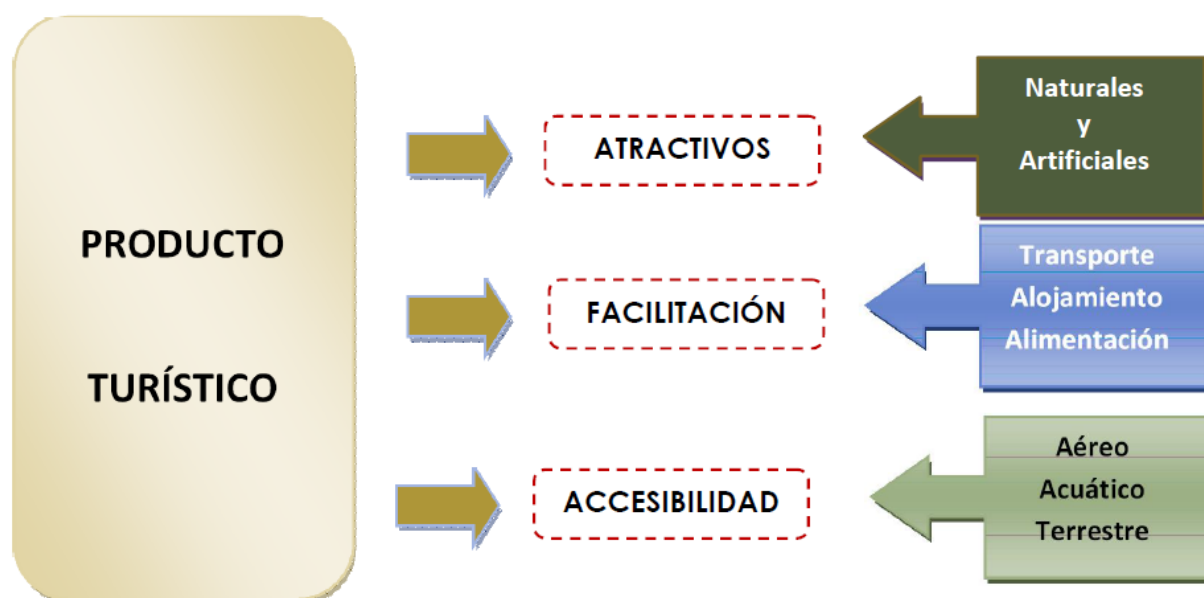 PRODUCTO
TURÍSTICO
ATRACTIVOS
Naturales
y
Artificiales
FACILITACIÓN
Transporte
Alojamiento
Alimentación
ACCESIBILIDAD
Aéreo
Acuático
Terrestre